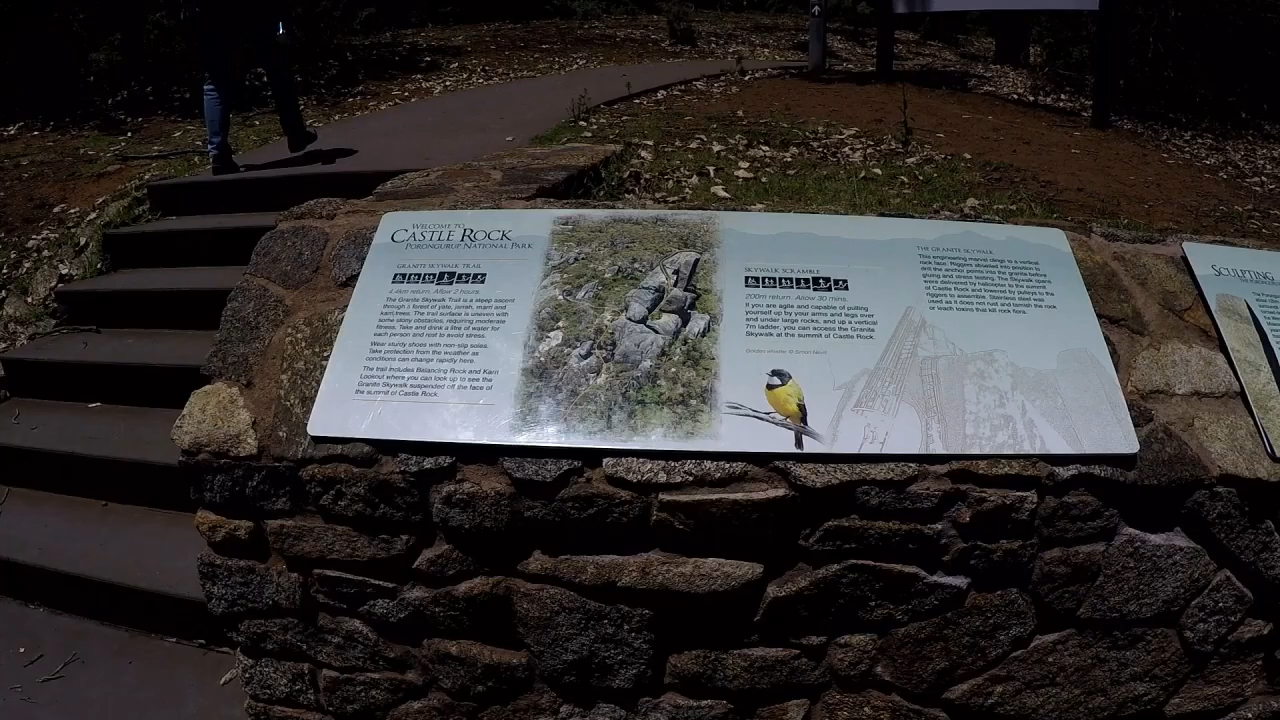 WELCOME TO
CASTLE ROCK
PORONGURUP NATIONAL PARK
GRANITE SKYWALK TRAIL
4.4km return. Allow 2 hours.
The Granite Skywalk Trail is a steep ascent
through a forest of yate, jarrah, marri and
karri trees. The trail surface is uneven with
some story obstacles, requiring moderate
fitness. Take and drink a litre of water for
each person and rest to avoid stress.
Wear sturdy shoes with non-slip soles.
Take protection from the weather as
conditions can change rapidly here.
The trail includes Balancing Rock and Karri
Lookout where you can look up to see the
Granite Skywalk suspended off the face of
the summit of Castle Rock.
SKYWALK SCRAMBLE
200m return. Allow 30 mins.
If you are agile and capable of pulling
yourself up by your arms and legs over
and under large rocks, and up a vertical
7m ladder, you can access the Granite
Skywalk at the summit of Castle Rock.
Golden whistler © Simon Nevill
THE GRANITE SKYWALK
This engineering marvel clings to a vertical
rock face. Riggers abseiled into position to
drill the anchor points into the granite before
the Skywalk spans
were delivered by helicopter to the summit
of Castle Rock and lowered by pulleys to the
riggers to assemble. Stainless steel was
used as it does not rust and tarnish the rock
or leach toxins that kill rock flora.
SCULPTING